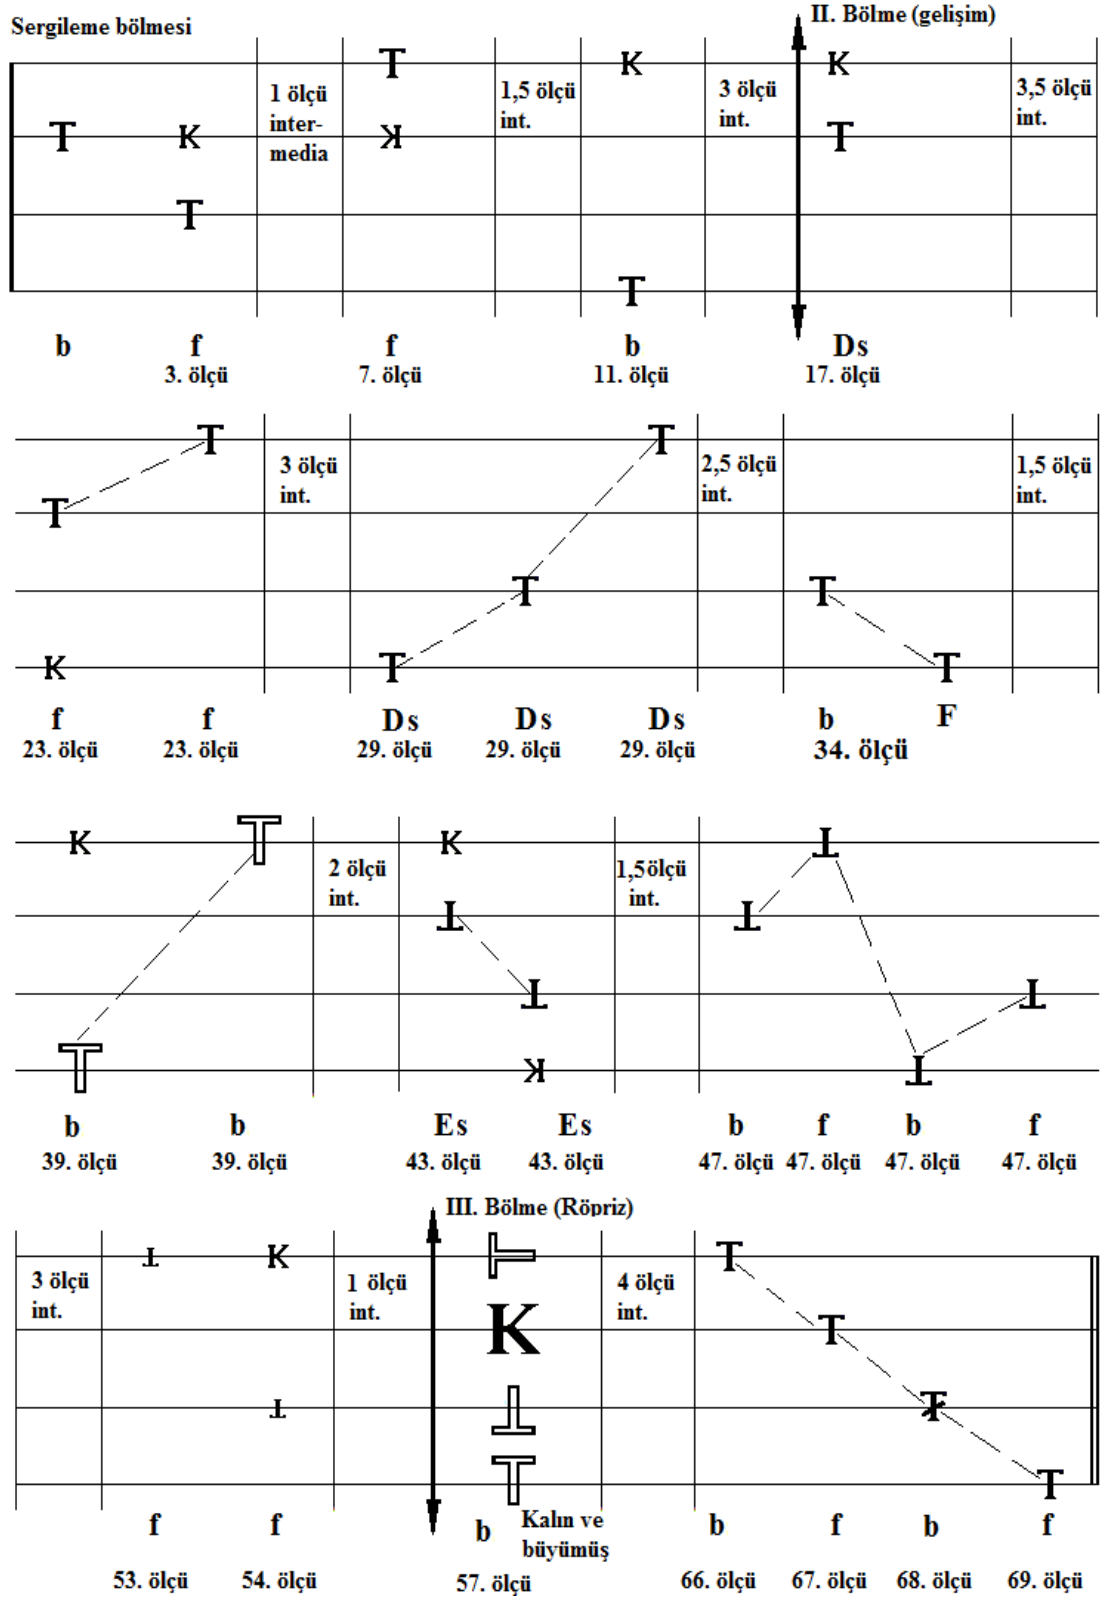 Sergileme bölmesi
II. Bölme (gelişim)
T K T
1 ölçü
inter-
media
T K
1,5 ölçü
int.
K T
3 ölçü
int.
K T
3,5 ölçü
int.
b f f b Ds
3. ölçü 7. ölçü 11. ölçü 17. ölçü
T T K
3 ölçü
int.
T T T
2,5 ölçü
int.
T T
1,5 ölçü
int.
f f Ds Ds Ds b F
23. ölçü 23. ölçü 29. ölçü 29. ölçü 29. ölçü 34. ölçü
K T T
2 ölçü
int.
K T T K
1,5ölçü
int.
T T T T
b b Es Es b f b f
39. ölçü 39. ölçü 43. ölçü 43. ölçü 47. ölçü 47. ölçü 47. ölçü 47. ölçü
III. Bölme (Röpriz)
3 ölçü
int.
T K T
1 ölçü
int.
T K T T
4 ölçü
int.
T T T T
f f b Kalın ve
büyümüş
b f b f
53. ölçü 54. ölçü 57. ölçü 66. ölçü 67. ölçü 68. ölçü 69. ölçü